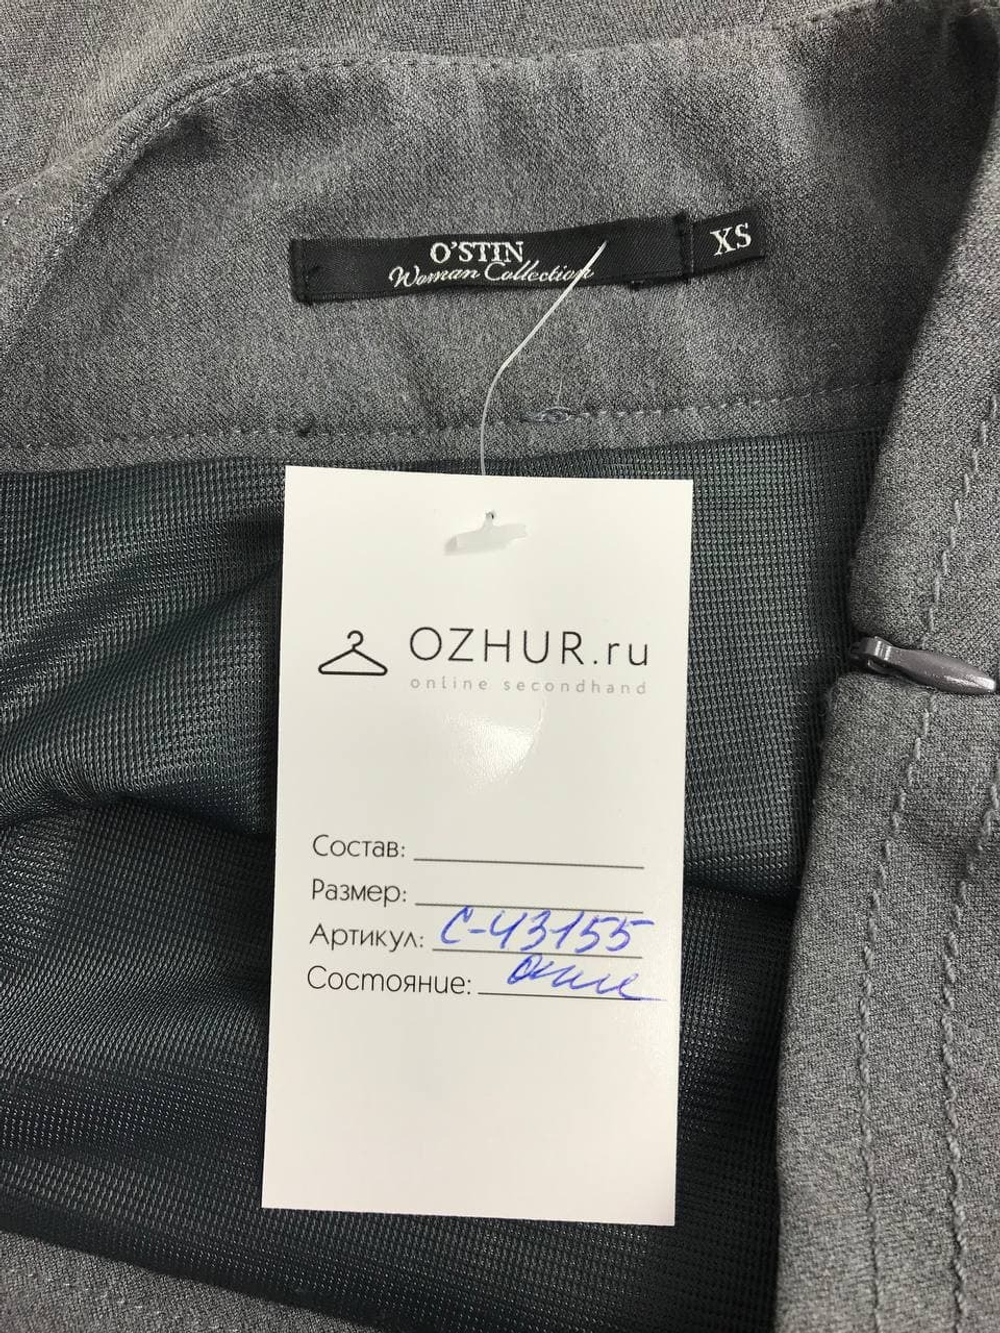 O'STIN
Woman Collection
XS
OZHUR.ru
online secondhand
Состав:
Размер:
Артикул: С-43155
Состояние: